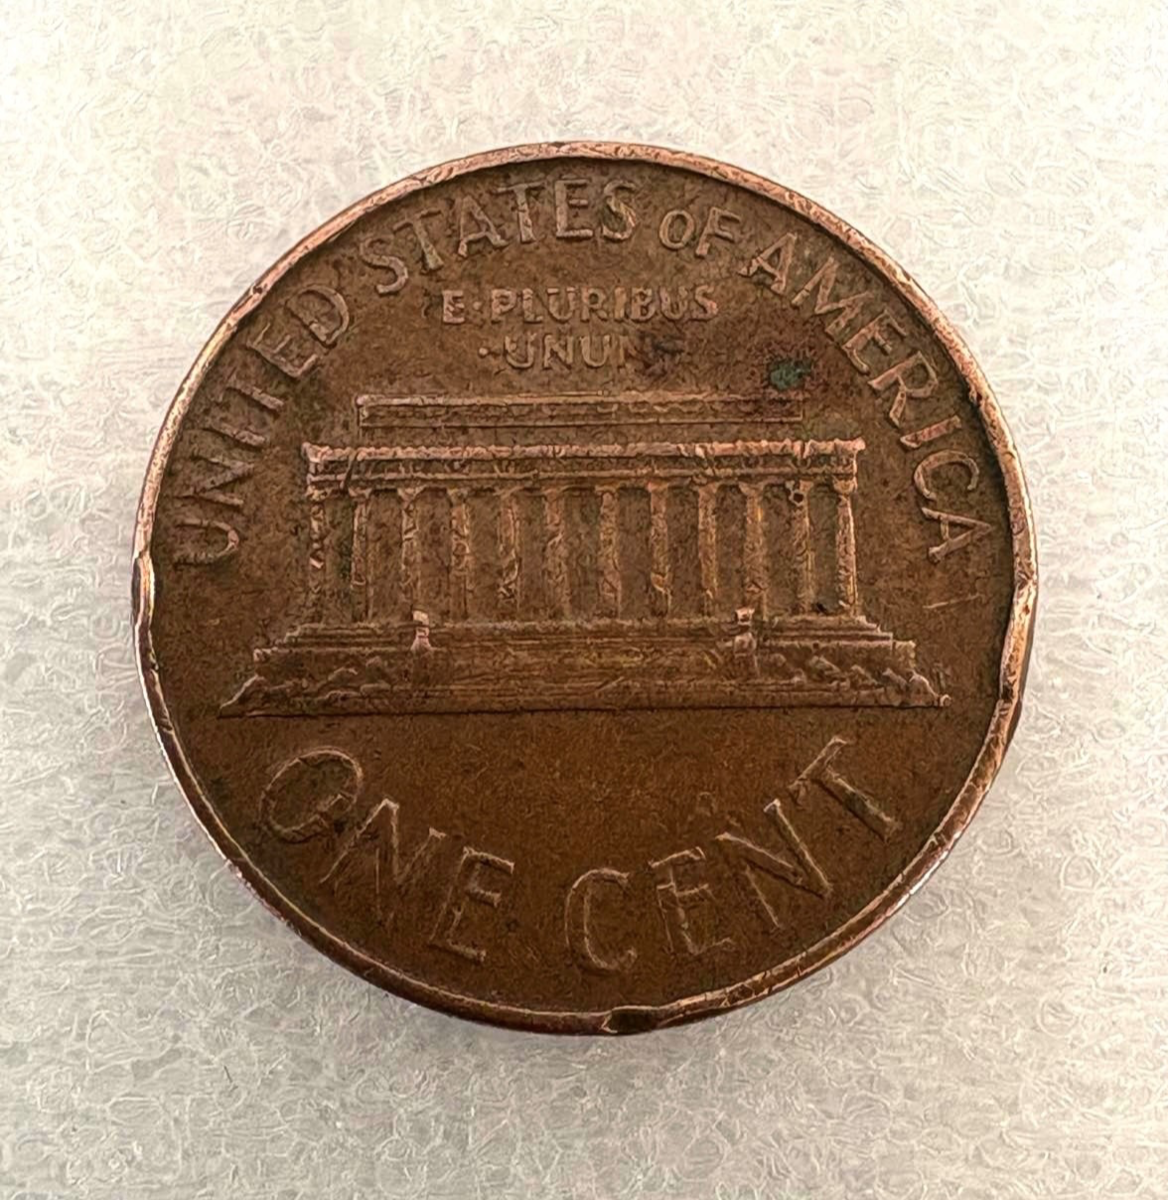 UNITED STATES OF AMERICA
E·PLURIBUS
·UNUM·
ONE CENT